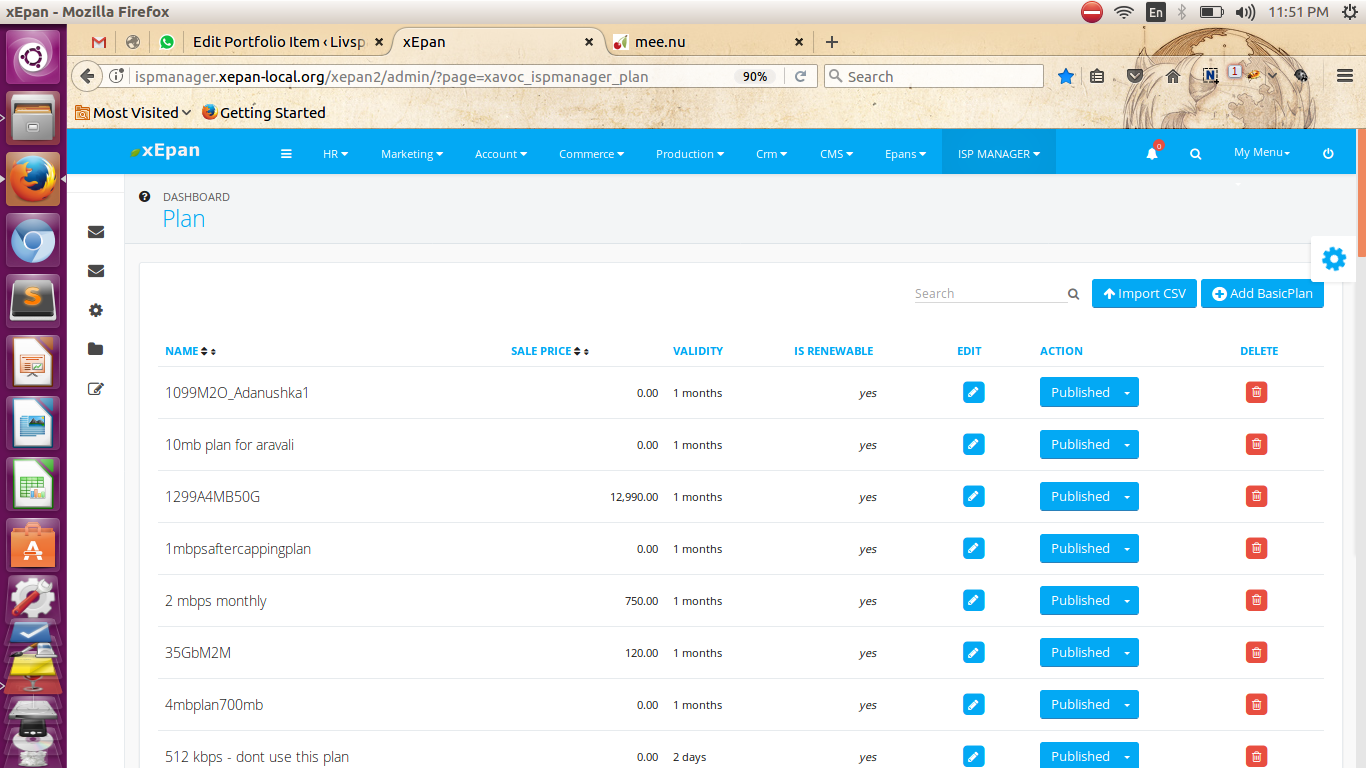 xEpan - Mozilla Firefox
En
11:51 PM
Edit Portfolio Item ‹ Livsp
xEpan
mee.nu
ispmanager.xepan-local.org/xepan2/admin/?page=xavoc_ispmanager_plan
90%
Search
1
Most Visited
Getting Started
xEpan
HR
Marketing
Account
Commerce
Production
Crm
CMS
Epans
ISP MANAGER
0
My Menu
DASHBOARD
Plan
Search
Import CSV
Add BasicPlan
NAME SALE PRICE VALIDITY IS RENEWABLE EDIT ACTION DELETE
1099M2O_Adanushka1 0.00 1 months yes Published
10mb plan for aravali 0.00 1 months yes Published
1299A4MB50G 12,990.00 1 months yes Published
1mbpsaftercappingplan 0.00 1 months yes Published
2 mbps monthly 750.00 1 months yes Published
35GbM2M 120.00 1 months yes Published
4mbplan700mb 0.00 1 months yes Published
512 kbps - dont use this plan 0.00 2 days yes Published